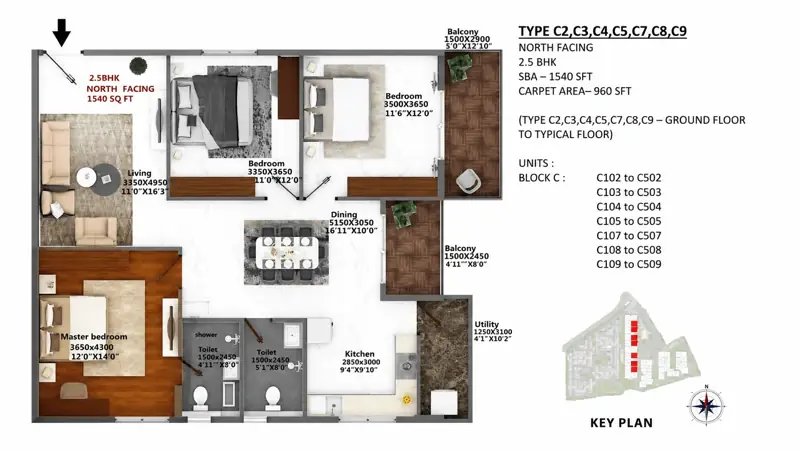 TYPE C2,C3,C4,C5,C7,C8,C9
NORTH FACING
2.5 BHK
SBA – 1540 SFT
CARPET AREA– 960 SFT
(TYPE C2,C3,C4,C5,C7,C8,C9 – GROUND FLOOR
TO TYPICAL FLOOR)
UNITS :
BLOCK C :
C102 to C502
C103 to C503
C104 to C504
C105 to C505
C107 to C507
C108 to C508
C109 to C509
2.5BHK
NORTH FACING
1540 SQ FT
Balcony
1500X2900
5'0"X12'10"
Bedroom
3500X3650
11'6"X12'0"
Bedroom
3350X3650
11'0"X12'0"
Living
3350X4950
11'0"X16'3"
Dining
5150X3050
16'11"X10'0"
Balcony
1500X2450
4'11""X8'0"
Master bedroom
3650x4300
12'0"X14'0"
shower
Toilet
1500x2450
4'11""X8'0"
Toilet
1500x2450
5'1"X8'0"
Kitchen
2850x3000
9'4"X9'10"
Utility
1250X3100
4'1"X10'2"
N
KEY PLAN